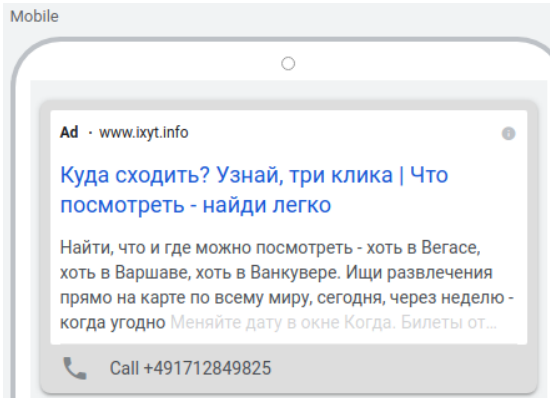 Mobile
Ad · www.ixyt.info
Куда сходить? Узнай, три клика | Что
посмотреть - найди легко
Найти, что и где можно посмотреть - хоть в Вегасе,
хоть в Варшаве, хоть в Ванкувере. Ищи развлечения
прямо на карте по всему миру, сегодня, через неделю -
когда угодно Меняйте дату в окне Когда. Билеты от...
Call +491712849825